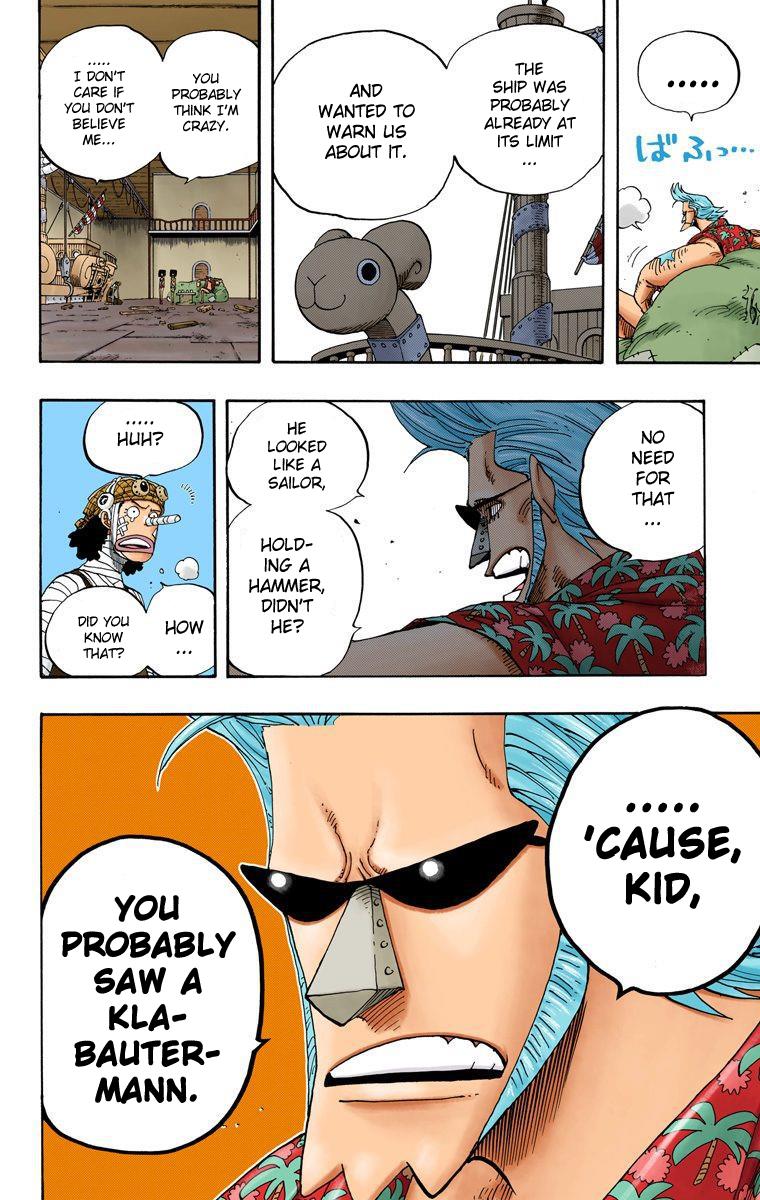 .....
ばふっ…
THE
SHIP WAS
PROBABLY
ALREADY AT
ITS LIMIT
...
AND
WANTED TO
WARN US
ABOUT IT.
YOU
PROBABLY
THINK I'M
CRAZY.
.....
I DON'T
CARE IF
YOU DON'T
BELIEVE
ME...
NO
NEED
FOR
THAT
...
HE
LOOKED
LIKE A
SAILOR,
HOLD-
ING A
HAMMER,
DIDN'T
HE?
.....
HUH?
HOW
...
DID YOU
KNOW
THAT?
.....
'CAUSE,
KID,
YOU
PROBABLY
SAW A
KLA-
BAUTER-
MANN.